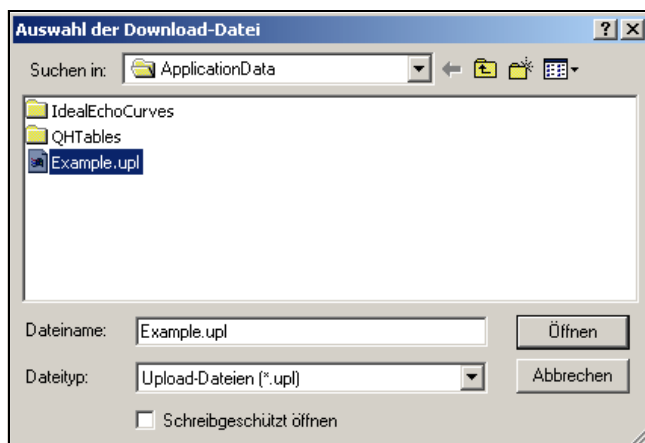 Auswahl der Download-Datei
Suchen in: ApplicationData
IdealEchoCurves
QHTables
Example.upl
Dateiname: Example.upl Öffnen
Dateityp: Upload-Dateien (*.upl) Abbrechen
Schreibgeschützt öffnen